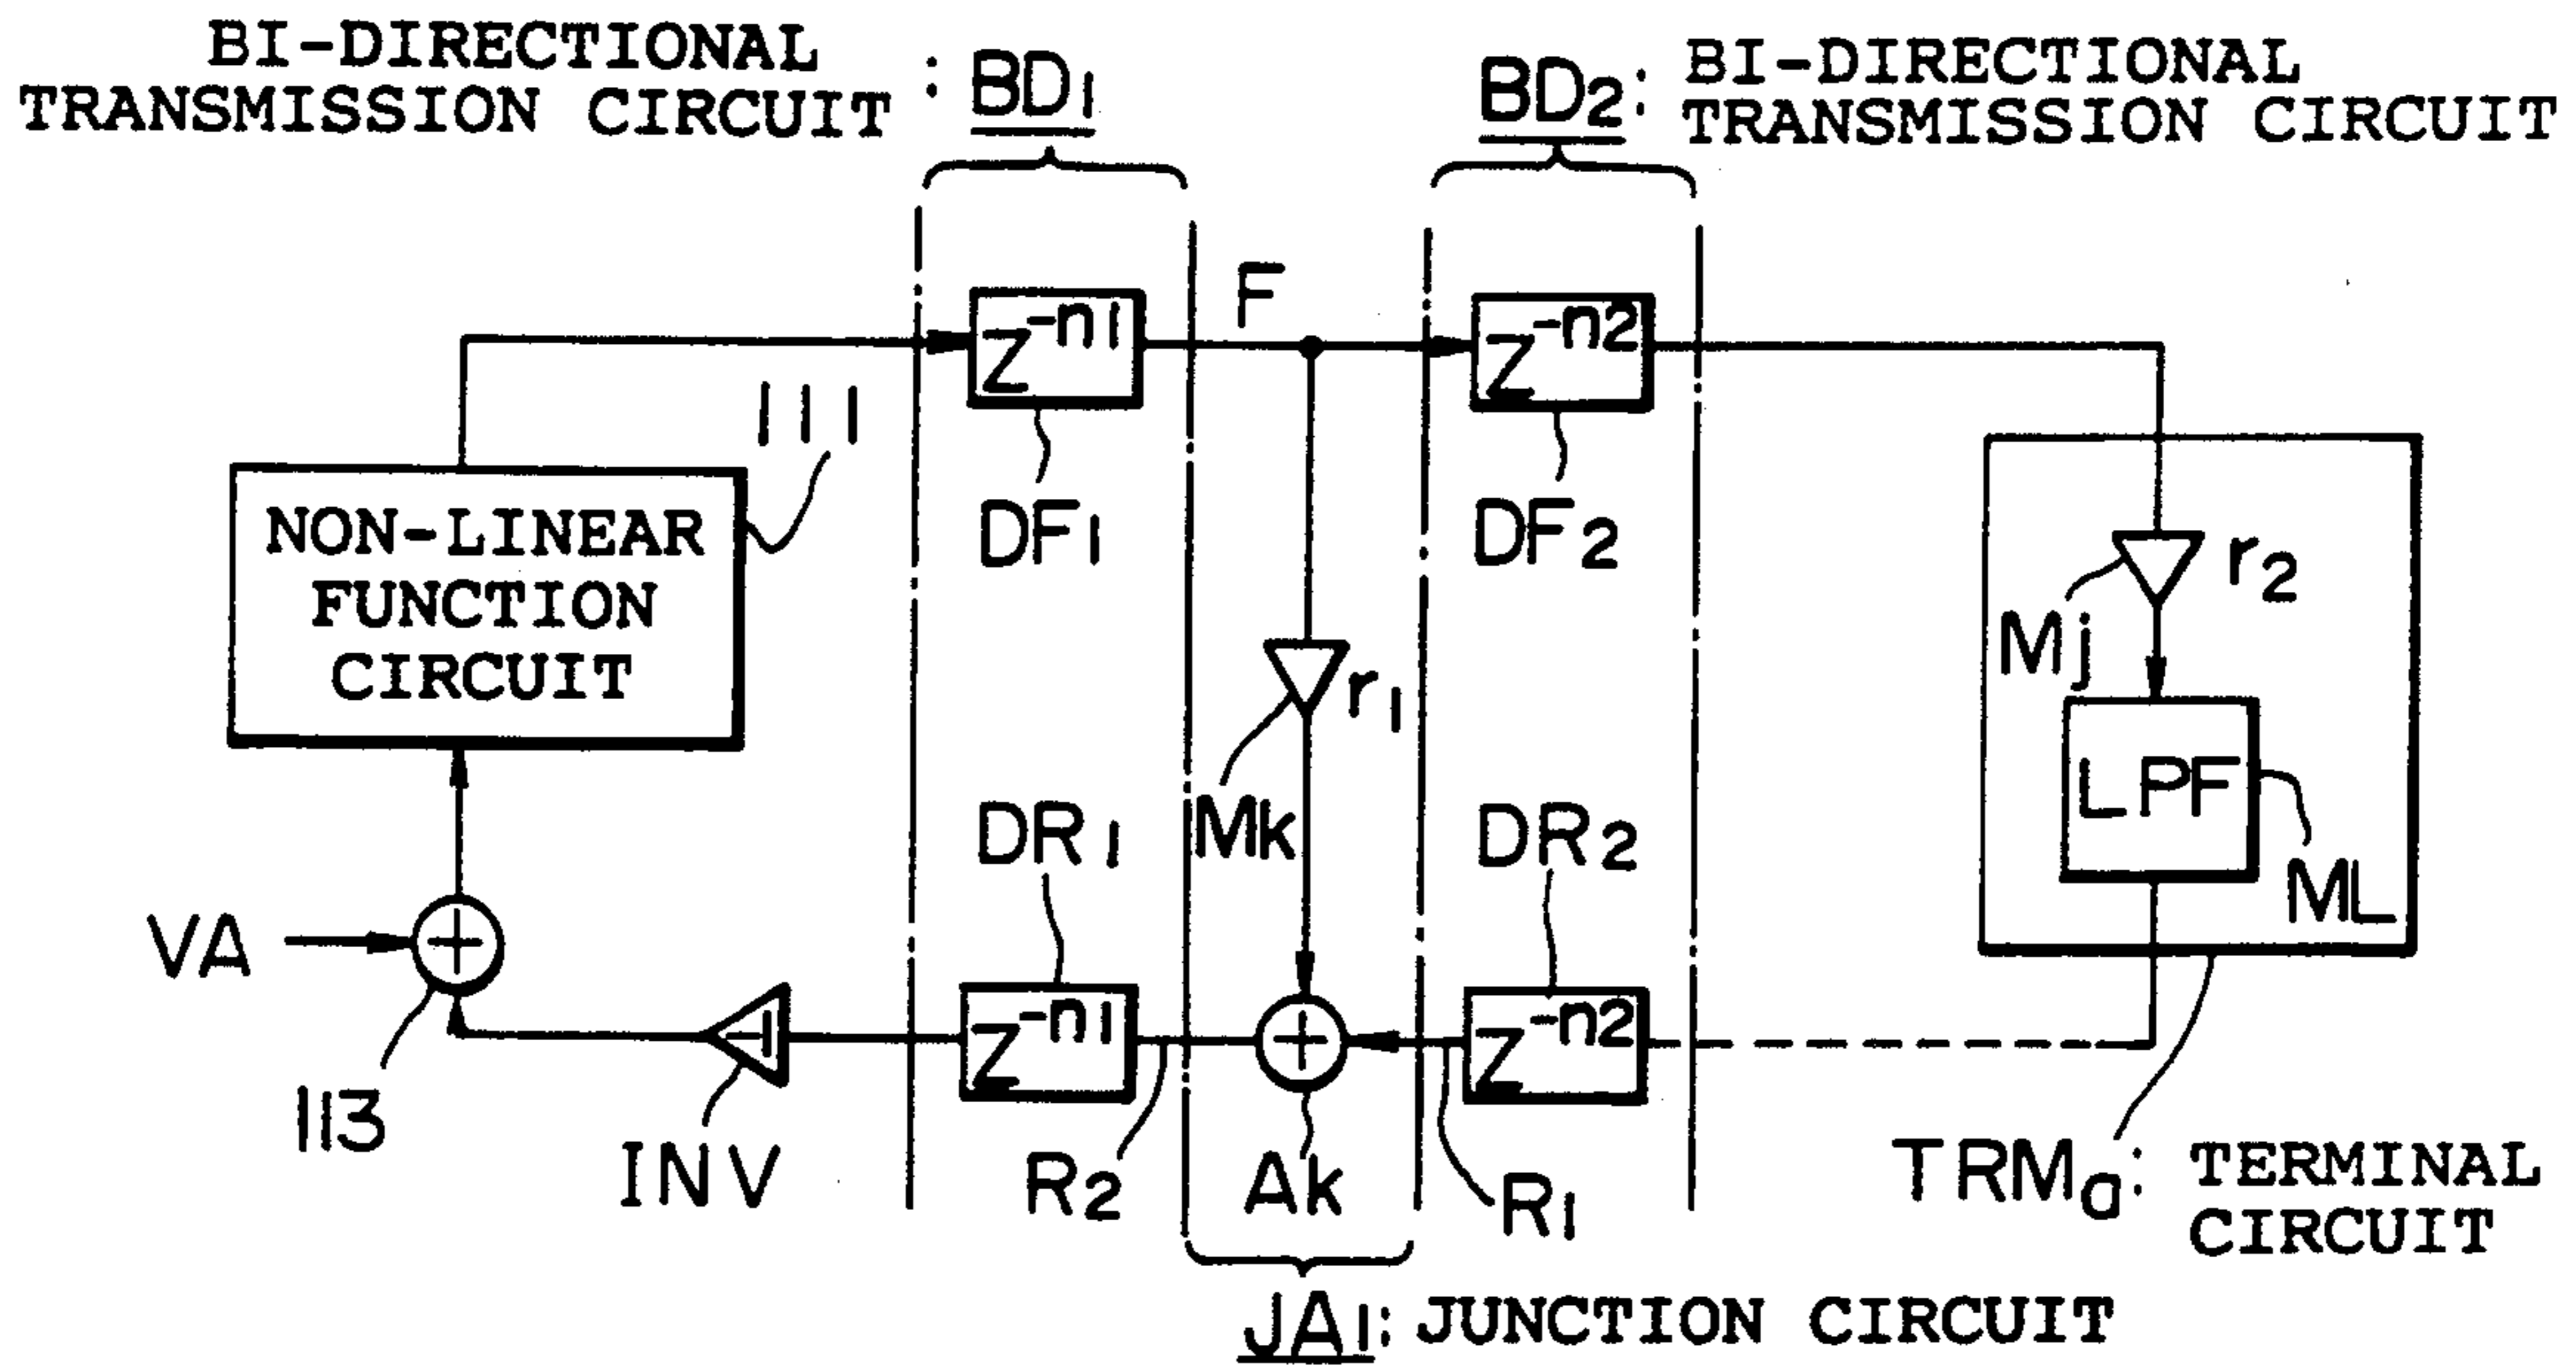 BI-DIRECTIONAL
TRANSMISSION CIRCUIT : BD1
BD2: BI-DIRECTIONAL
TRANSMISSION CIRCUIT
F
Z-n1
Z-n2
111
DF1
DF2
NON-LINEAR
FUNCTION
CIRCUIT
r2
Mj
r1
LPF
Mk
DR1
DR2
ML
VA
+
Z-n1
+
Z-n2
-1
113
INV
R2
Ak
R1
TRMa: TERMINAL
CIRCUIT
JA1: JUNCTION CIRCUIT